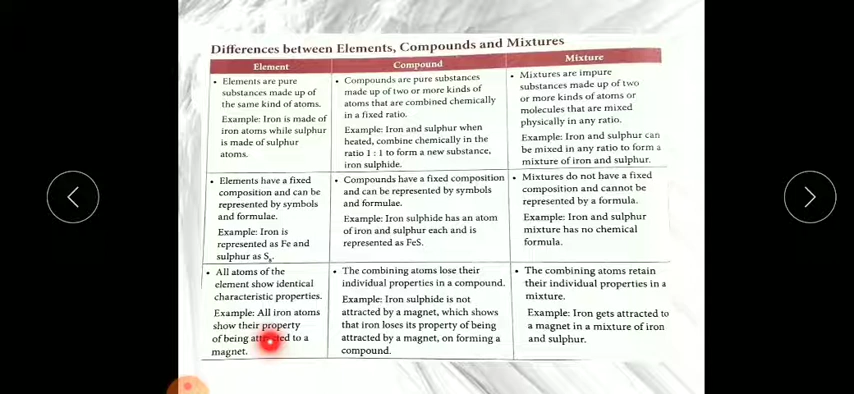 Differences between Elements, Compounds and Mixtures
Element
• Elements are pure
substances made up of
the same kind of atoms.
Example: Iron is made of
iron atoms while sulphur
is made of sulphur
atoms.
• Elements have a fixed
composition and can be
represented by symbols
and formulae.
Example: Iron is
represented as Fe and
sulphur as S₈.
• All atoms of the
element show identical
characteristic properties.
Example: All iron atoms
show their property
of being attracted to a
magnet.
Compound
• Compounds are pure substances
made up of two or more kinds of
atoms that are combined chemically
in a fixed ratio.
Example: Iron and sulphur when
heated, combine chemically in the
ratio 1 : 1 to form a new substance,
iron sulphide.
• Compounds have a fixed composition
and can be represented by symbols
and formulae.
Example: Iron sulphide has an atom
of iron and sulphur each and is
represented as FeS.
• The combining atoms lose their
individual properties in a compound.
Example: Iron sulphide is not
attracted by a magnet, which shows
that iron loses its property of being
attracted by a magnet, on forming a
compound.
Mixture
• Mixtures are impure
substances made up of two
or more kinds of atoms or
molecules that are mixed
physically in any ratio.
Example: Iron and sulphur can
be mixed in any ratio to form a
mixture of iron and sulphur.
• Mixtures do not have a fixed
composition and cannot be
represented by a formula.
Example: Iron and sulphur
mixture has no chemical
formula.
• The combining atoms retain
their individual properties in a
mixture.
Example: Iron gets attracted to
a magnet in a mixture of iron
and sulphur.